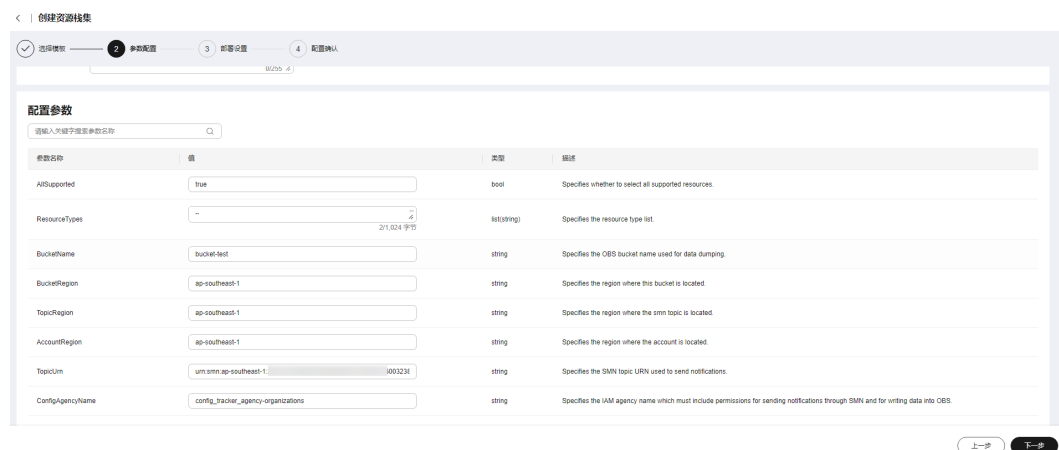 < | 创建资源栈集
选择模板 2 参数配置 3 部署设置 4 配置确认
0/255
配置参数
请输入关键字搜索参数名称
参数名称 值 类型 描述
AllSupported true bool Specifies whether to select all supported resources.
ResourceTypes -- list(string) Specifies the resource type list.
2/1,024 字节
BucketName bucket-test string Specifies the OBS bucket name used for data dumping.
BucketRegion ap-southeast-1 string Specifies the region where this bucket is located.
TopicRegion ap-southeast-1 string Specifies the region where the smn topic is located.
AccountRegion ap-southeast-1 string Specifies the region where the account is located.
TopicUrn urn:smn:ap-southeast-1: string Specifies the SMN topic URN used to send notifications.
ConfigAgencyName config_tracker_agency-organizations string Specifies the IAM agency name which must include permissions for sending notifications through SMN and for writing data into OBS.
上一步 下一步